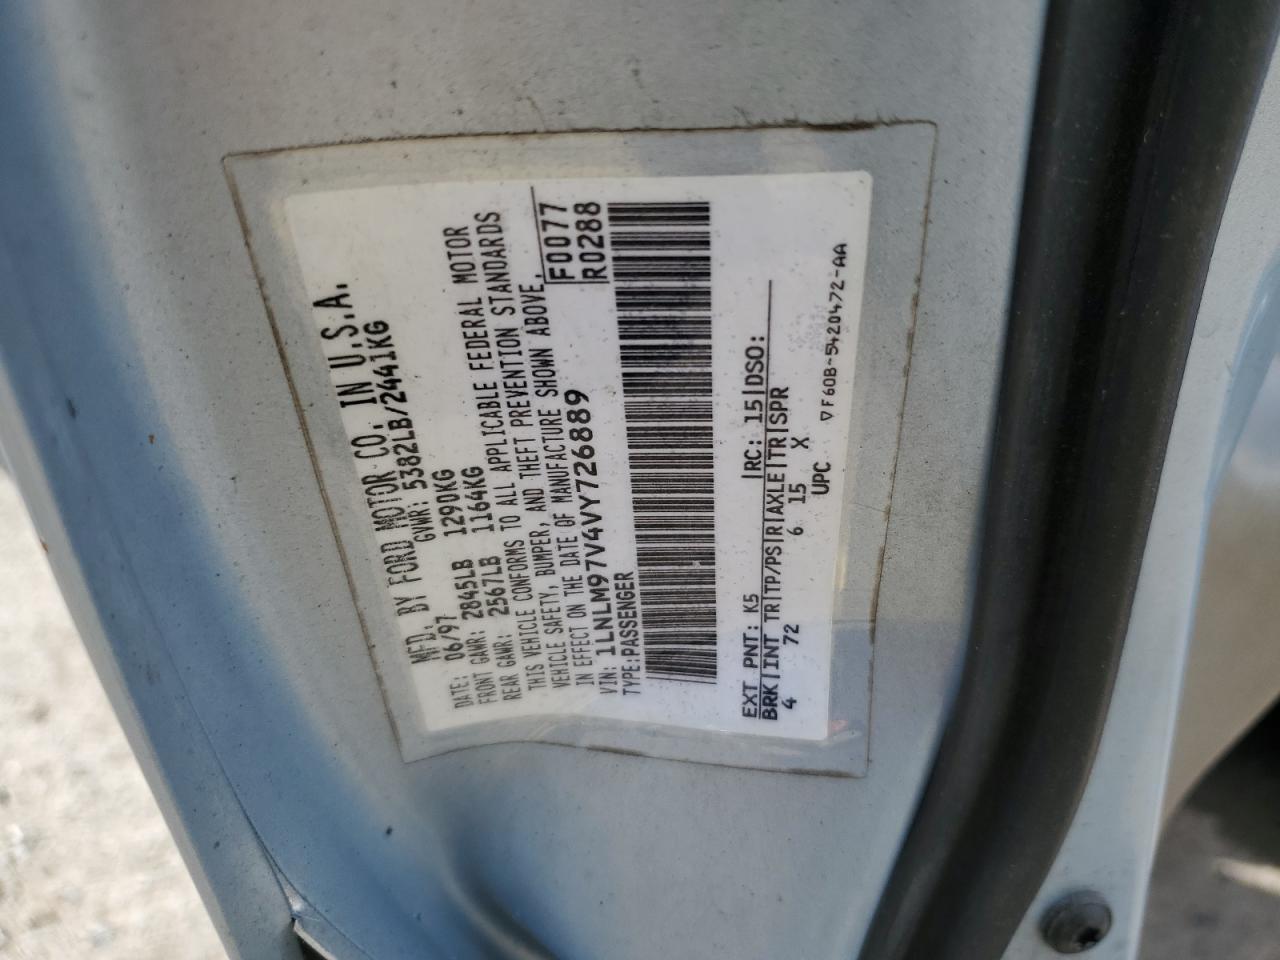 MFD. BY FORD MOTOR CO. IN U.S.A.
DATE: 06/97 GVWR: 5382LB/2441KG
FRONT GAWR: 2845LB 1290KG
REAR GAWR: 2567LB 1164KG
THIS VEHICLE CONFORMS TO ALL APPLICABLE FEDERAL MOTOR
VEHICLE SAFETY, BUMPER, AND THEFT PREVENTION STANDARDS
IN EFFECT ON THE DATE OF MANUFACTURE SHOWN ABOVE.
VIN: 1LNLM97V4VY726889
TYPE: PASSENGER
F0077
R0288
EXT PNT: K5 RC: 15 DSO:
BRK INT TR TP/PS R AXLE TR SPR
4 72 6 15 X
UPC
▽F60B-5420472-AA